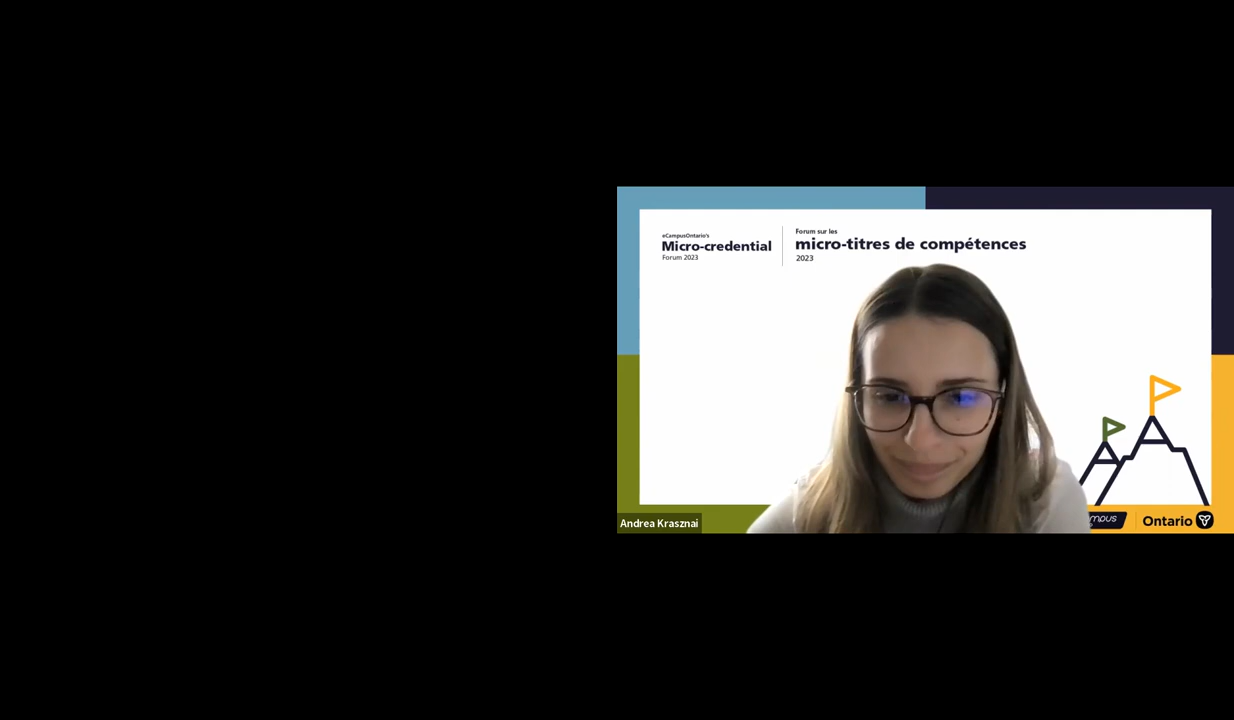 eCampusOntario's
Micro-credential
Forum 2023
Forum sur les
micro-titres de compétences
2023
Andrea Krasznai
Ontario